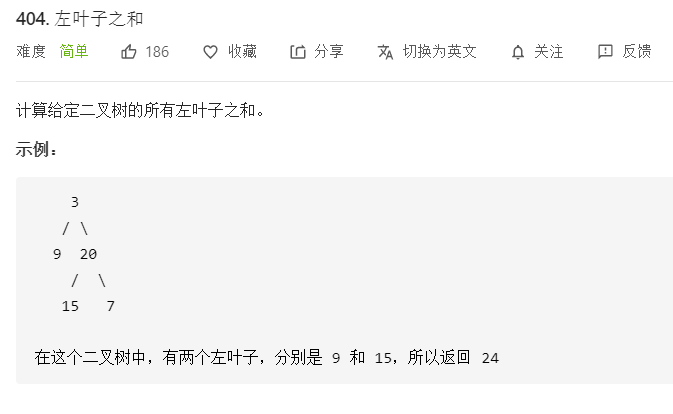 404. 左叶子之和
难度 简单 186 收藏 分享 切换为英文 关注 反馈
计算给定二叉树的所有左叶子之和。
示例：
3
/ \
9 20
/ \
15 7
在这个二叉树中，有两个左叶子，分别是 9 和 15，所以返回 24